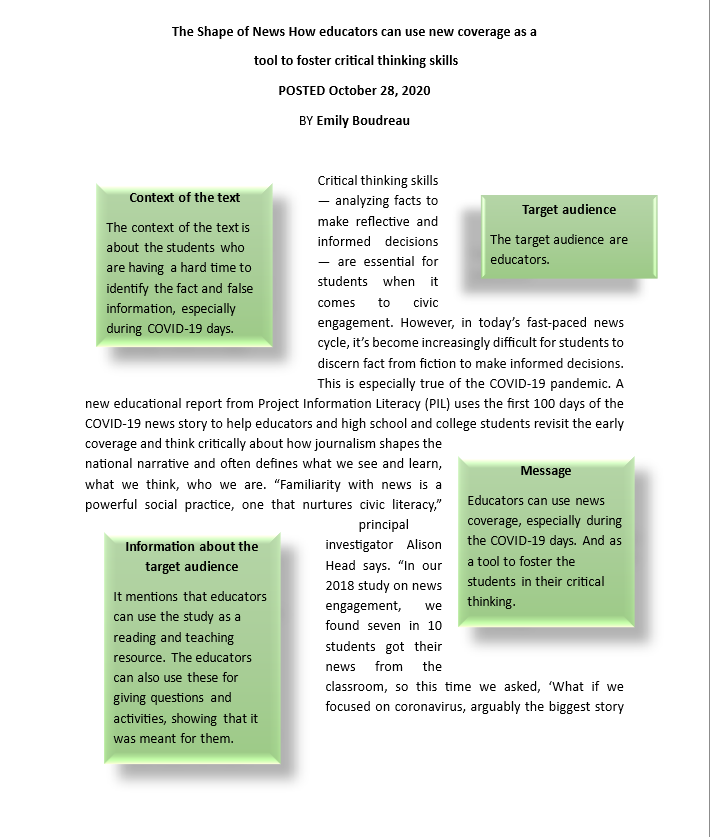 The Shape of News How educators can use new coverage as a
tool to foster critical thinking skills
POSTED October 28, 2020
BY Emily Boudreau
Context of the text
The context of the text is
about the students who
are having a hard time to
identify the fact and false
information, especially
during COVID-19 days.
Target audience
The target audience are
educators.
Critical thinking skills
— analyzing facts to
make reflective and
informed decisions
— are essential for
students when it
comes to civic
engagement. However, in today’s fast-paced news
cycle, it’s become increasingly difficult for students to
discern fact from fiction to make informed decisions.
This is especially true of the COVID-19 pandemic. A
new educational report from Project Information Literacy (PIL) uses the first 100 days of the
COVID-19 news story to help educators and high school and college students revisit the early
coverage and think critically about how journalism shapes the
national narrative and often defines what we see and learn,
what we think, who we are. “Familiarity with news is a
powerful social practice, one that nurtures civic literacy,”
Message
Educators can use news
coverage, especially during
the COVID-19 days. And as
a tool to foster the
students in their critical
thinking.
Information about the
target audience
It mentions that educators
can use the study as a
reading and teaching
resource. The educators
can also use these for
giving questions and
activities, showing that it
was meant for them.
principal
investigator Alison
Head says. “In our
2018 study on news
engagement, we
found seven in 10
students got their
news from the
classroom, so this time we asked, ‘What if we
focused on coronavirus, arguably the biggest story